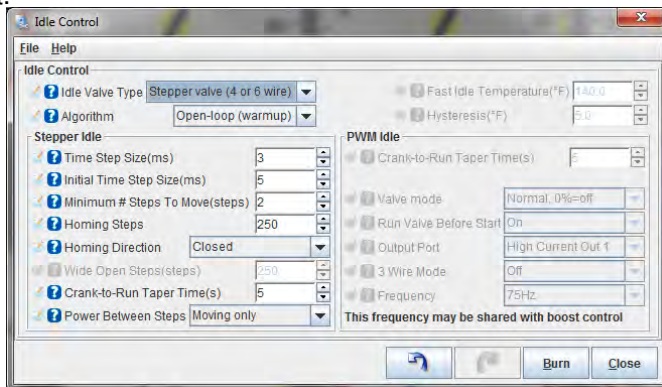 Idle Control
File Help
Idle Control
Idle Valve Type Stepper valve (4 or 6 wire)
Algorithm Open-loop (warmup)
Fast Idle Temperature(°F) 140.0
Hysteresis(°F) 5.0
Stepper Idle
Time Step Size(ms) 3
Initial Time Step Size(ms) 5
Minimum # Steps To Move(steps) 2
Homing Steps 250
Homing Direction Closed
Wide Open Steps(steps) 250
Crank-to-Run Taper Time(s) 5
Power Between Steps Moving only
PWM Idle
Crank-to-Run Taper Time(s) 5
Valve mode Normal, 0%=off
Run Valve Before Start On
Output Port High Current Out 1
3 Wire Mode Off
Frequency 75Hz
This frequency may be shared with boost control
Burn Close